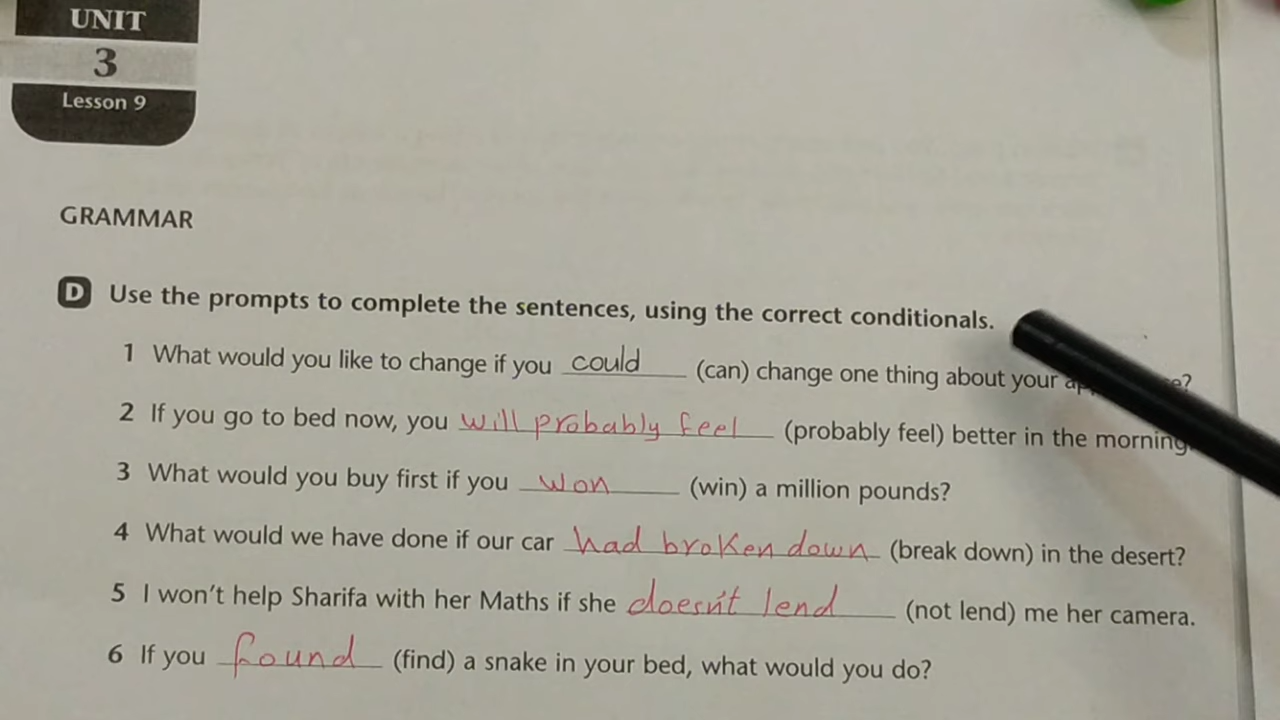 UNIT
3
Lesson 9
GRAMMAR
D Use the prompts to complete the sentences, using the correct conditionals.
1 What would you like to change if you could (can) change one thing about your
2 If you go to bed now, you will probably feel (probably feel) better in the morning
3 What would you buy first if you won (win) a million pounds?
4 What would we have done if our car had broken down (break down) in the desert?
5 I won't help Sharifa with her Maths if she doesn't lend (not lend) me her camera.
6 If you found (find) a snake in your bed, what would you do?